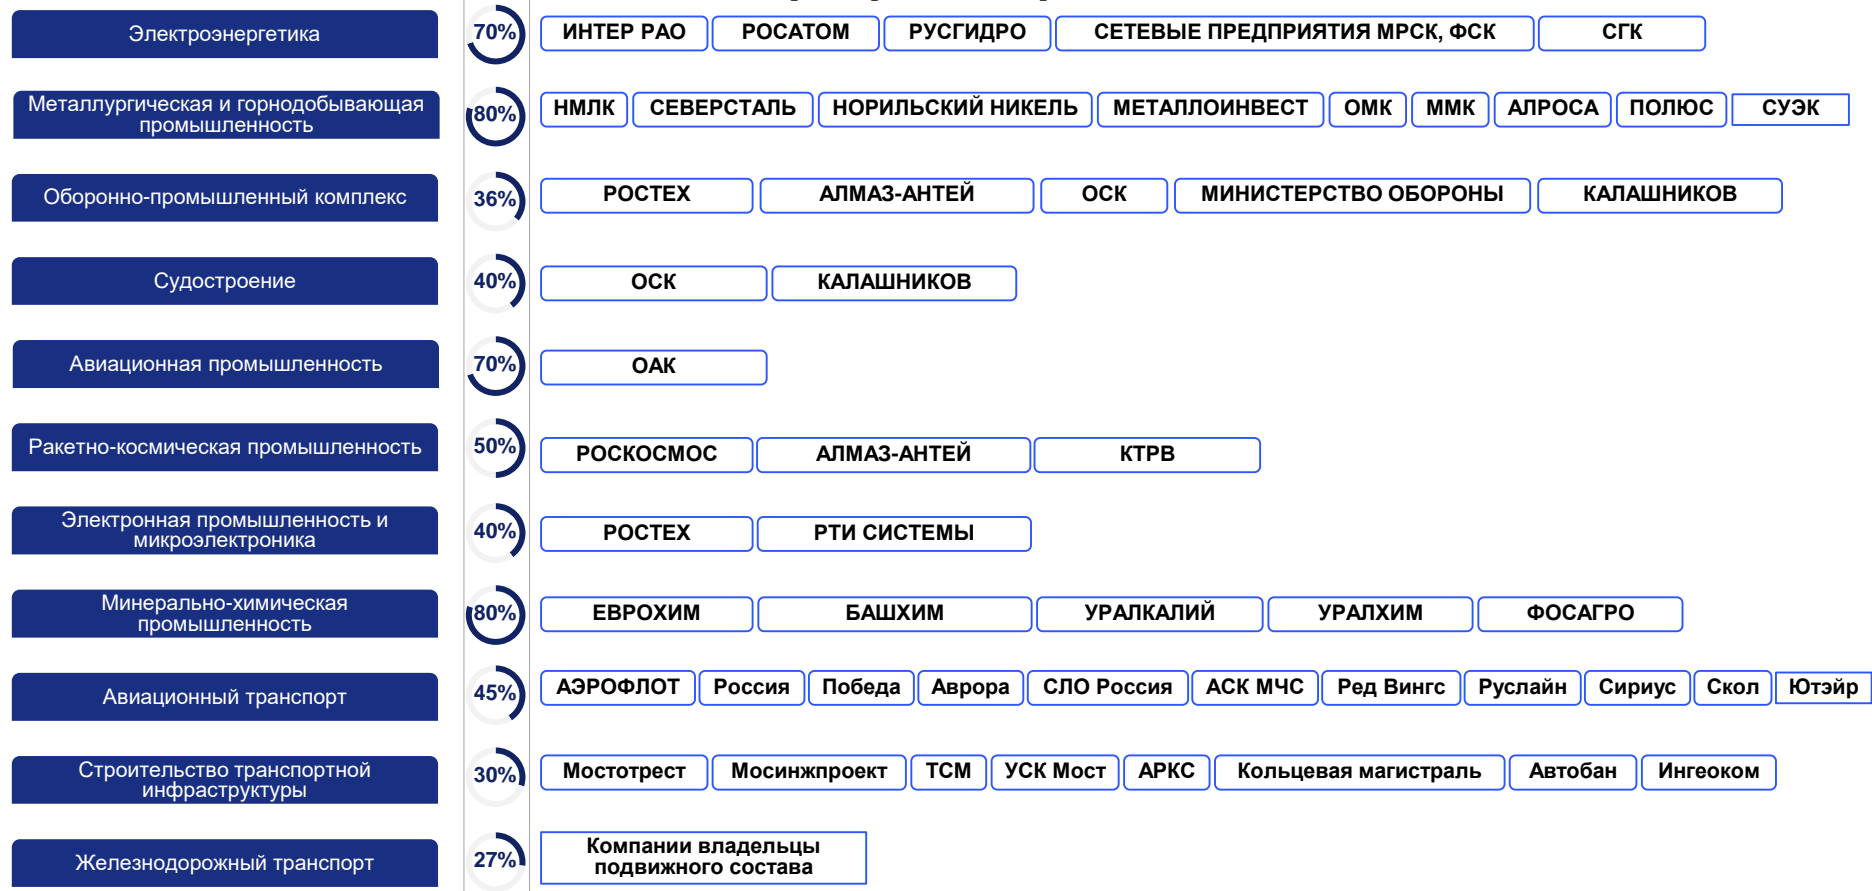 Электроэнергетика 70% ИНТЕР РАО РОСАТОМ РУСГИДРО СЕТЕВЫЕ ПРЕДПРИЯТИЯ МРСК, ФСК СГК
Металлургическая и горнодобывающая
промышленность
80% НМЛК СЕВЕРСТАЛЬ НОРИЛЬСКИЙ НИКЕЛЬ МЕТАЛЛОИНВЕСТ ОМК ММК АЛРОСА ПОЛЮС СУЭК
Оборонно-промышленный комплекс 36% РОСТЕХ АЛМАЗ-АНТЕЙ ОСК МИНИСТЕРСТВО ОБОРОНЫ КАЛАШНИКОВ
Судостроение 40% ОСК КАЛАШНИКОВ
Авиационная промышленность 70% ОАК
Ракетно-космическая промышленность 50% РОСКОСМОС АЛМАЗ-АНТЕЙ КТРВ
Электронная промышленность и
микроэлектроника
40% РОСТЕХ РТИ СИСТЕМЫ
Минерально-химическая
промышленность
80% ЕВРОХИМ БАШХИМ УРАЛКАЛИЙ УРАЛХИМ ФОСАГРО
Авиационный транспорт 45% АЭРОФЛОТ Россия Победа Аврора СЛО Россия АСК МЧС Ред Вингс Руслайн Сириус Скол Ютэйр
Строительство транспортной
инфраструктуры
30% Мостотрест Мосинжпроект ТСМ УСК Мост АРКС Кольцевая магистраль Автобан Ингеоком
Железнодорожный транспорт 27% Компании владельцы
подвижного состава